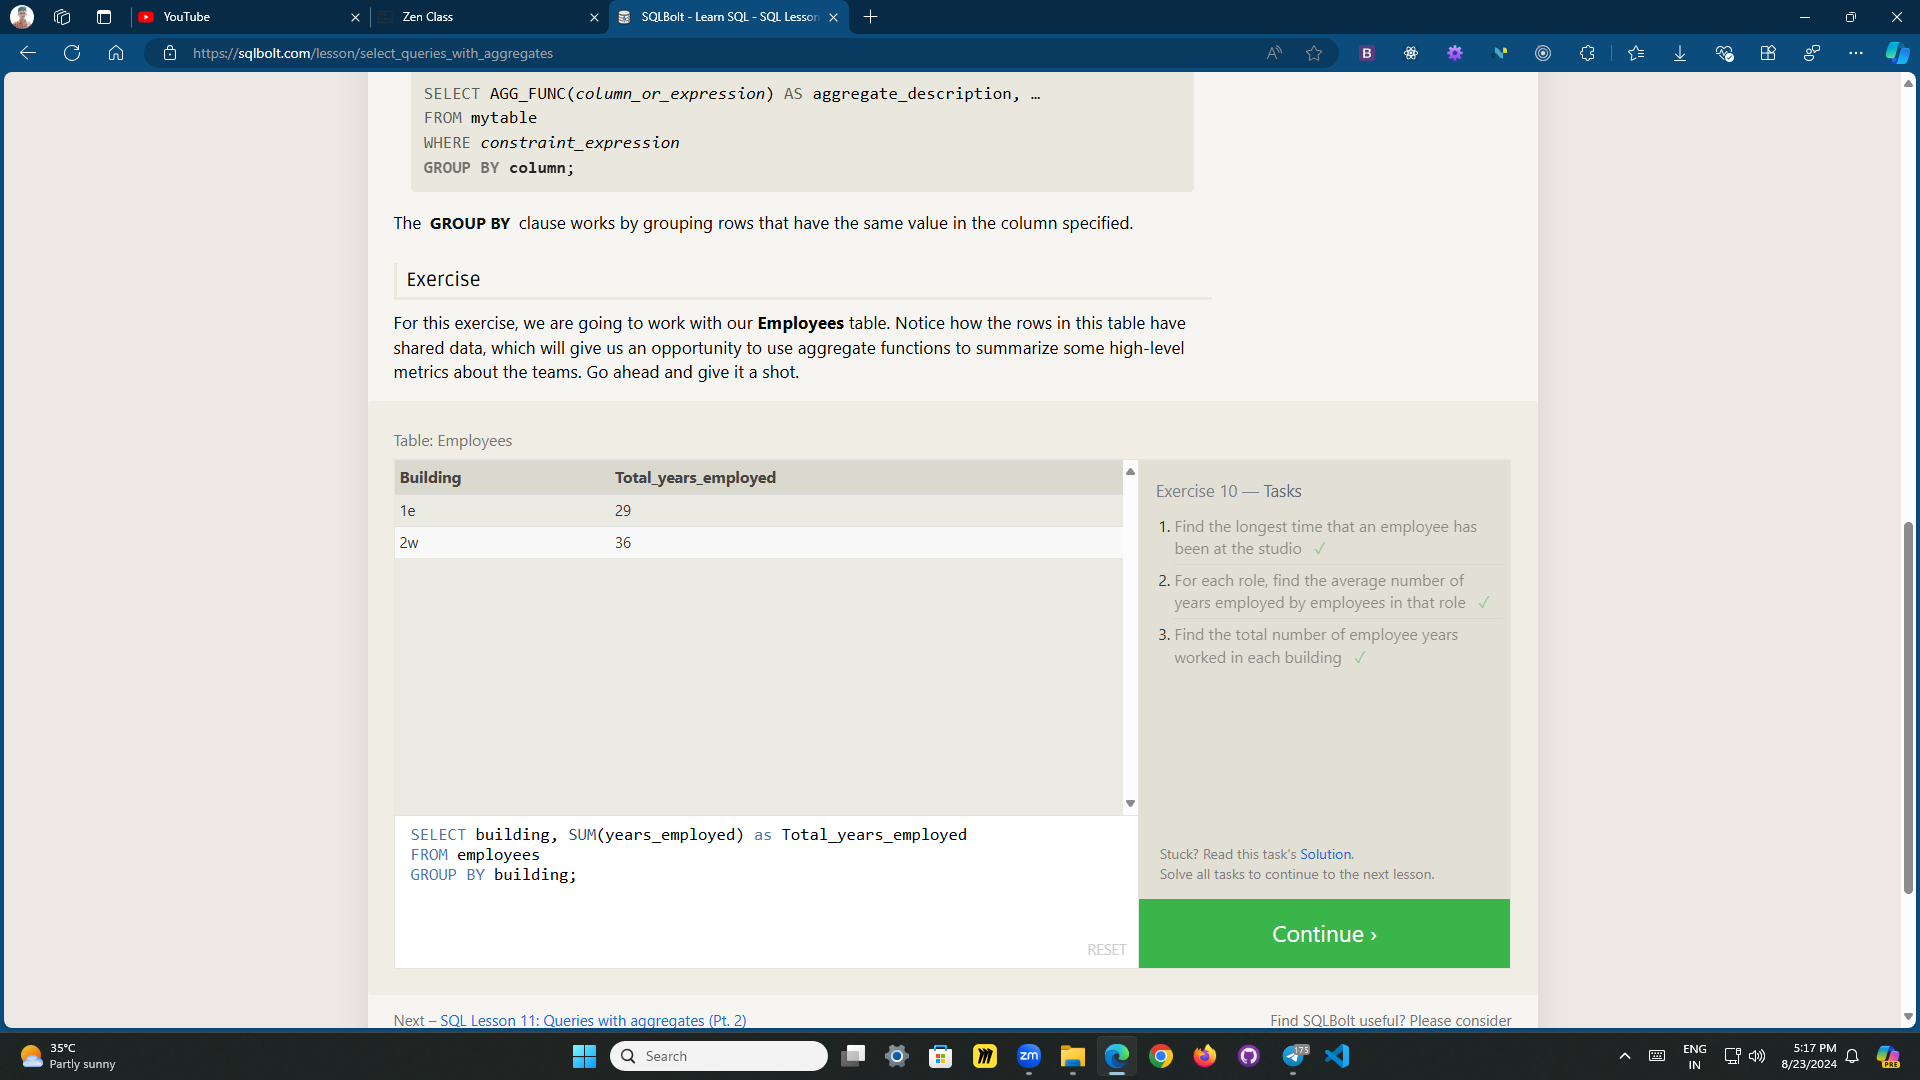 YouTube
Zen Class
SQLBolt - Learn SQL - SQL Lesson
https://sqlbolt.com/lesson/select_queries_with_aggregates
SELECT AGG_FUNC(column_or_expression) AS aggregate_description, …
FROM mytable
WHERE constraint_expression
GROUP BY column;
The GROUP BY clause works by grouping rows that have the same value in the column specified.
Exercise
For this exercise, we are going to work with our Employees table. Notice how the rows in this table have
shared data, which will give us an opportunity to use aggregate functions to summarize some high-level
metrics about the teams. Go ahead and give it a shot.
Table: Employees
Building Total_years_employed
1e 29
2w 36
Exercise 10 — Tasks
1. Find the longest time that an employee has
been at the studio ✓
2. For each role, find the average number of
years employed by employees in that role ✓
3. Find the total number of employee years
worked in each building ✓
SELECT building, SUM(years_employed) as Total_years_employed
FROM employees
GROUP BY building;
RESET
Stuck? Read this task's Solution.
Solve all tasks to continue to the next lesson.
Continue ›
Next – SQL Lesson 11: Queries with aggregates (Pt. 2)
Find SQLBolt useful? Please consider
35°C
Partly sunny
Search
zm
175
ENG
IN
5:17 PM
8/23/2024
PRE